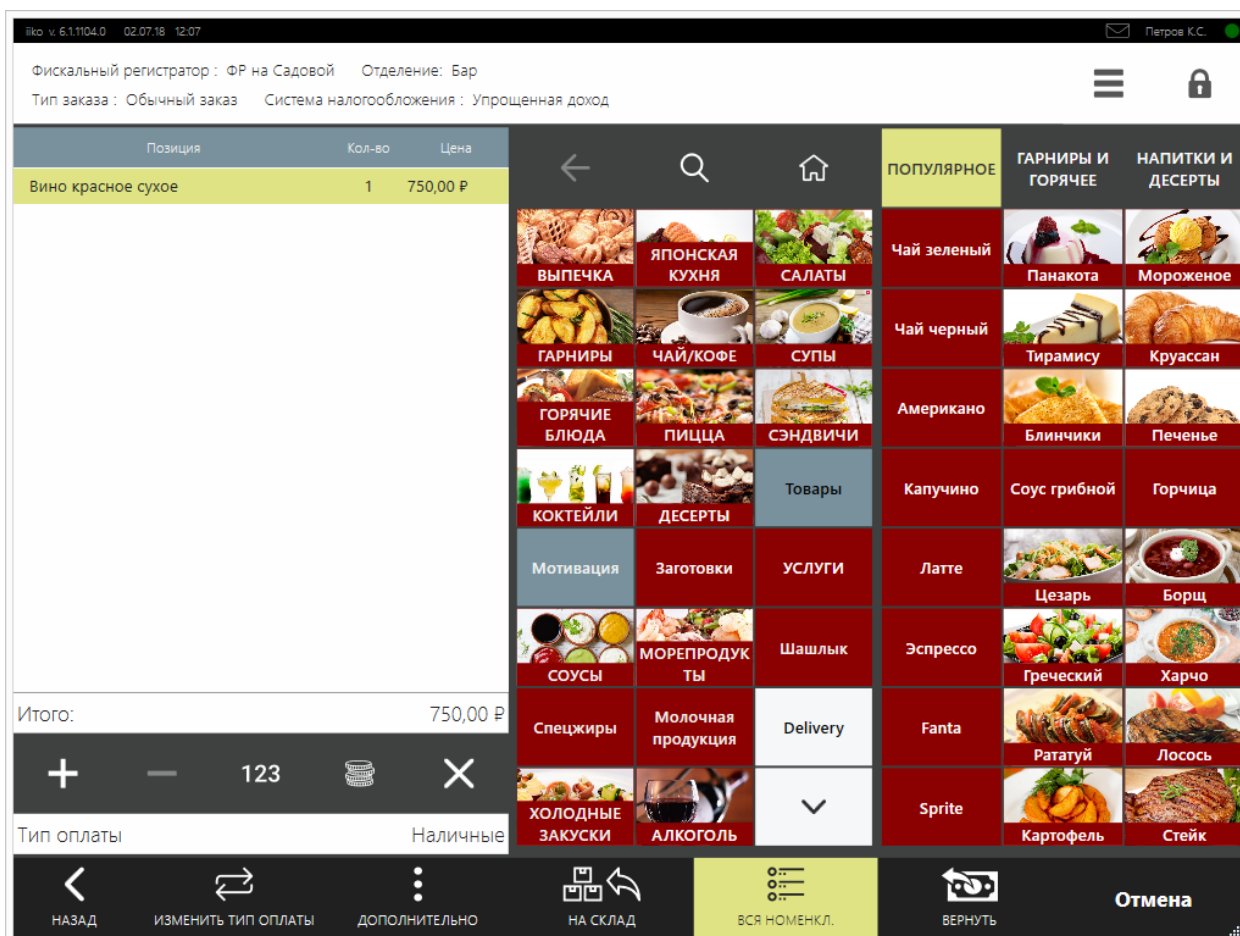 iiko v. 6.1.1104.0 02.07.18 12:07 Петров К.С.
Фискальный регистратор : ФР на Садовой Отделение: Бар
Тип заказа : Обычный заказ Система налогообложения : Упрощенная доход
Позиция Кол-во Цена
Вино красное сухое 1 750,00 ₽
Итого: 750,00 ₽
123
Тип оплаты Наличные
ВЫПЕЧКА
ЯПОНСКАЯ
КУХНЯ
САЛАТЫ
ГАРНИРЫ
ЧАЙ/КОФЕ
СУПЫ
ГОРЯЧИЕ
БЛЮДА
ПИЦЦА
СЭНДВИЧИ
КОКТЕЙЛИ
ДЕСЕРТЫ
Товары
Мотивация
Заготовки
УСЛУГИ
СОУСЫ
МОРЕПРОДУК
ТЫ
Шашлык
Спецжиры
Молочная
продукция
Delivery
ХОЛОДНЫЕ
ЗАКУСКИ
АЛКОГОЛЬ
ПОПУЛЯРНОЕ
ГАРНИРЫ И
ГОРЯЧЕЕ
НАПИТКИ И
ДЕСЕРТЫ
Чай зеленый
Панакота
Мороженое
Чай черный
Тирамису
Круассан
Американо
Блинчики
Печенье
Капучино
Соус грибной
Горчица
Латте
Цезарь
Борщ
Эспрессо
Греческий
Харчо
Fanta
Рататуй
Лосось
Sprite
Картофель
Стейк
НАЗАД
ИЗМЕНИТЬ ТИП ОПЛАТЫ
ДОПОЛНИТЕЛЬНО
НА СКЛАД
ВСЯ НОМЕНКЛ.
ВЕРНУТЬ
Отмена